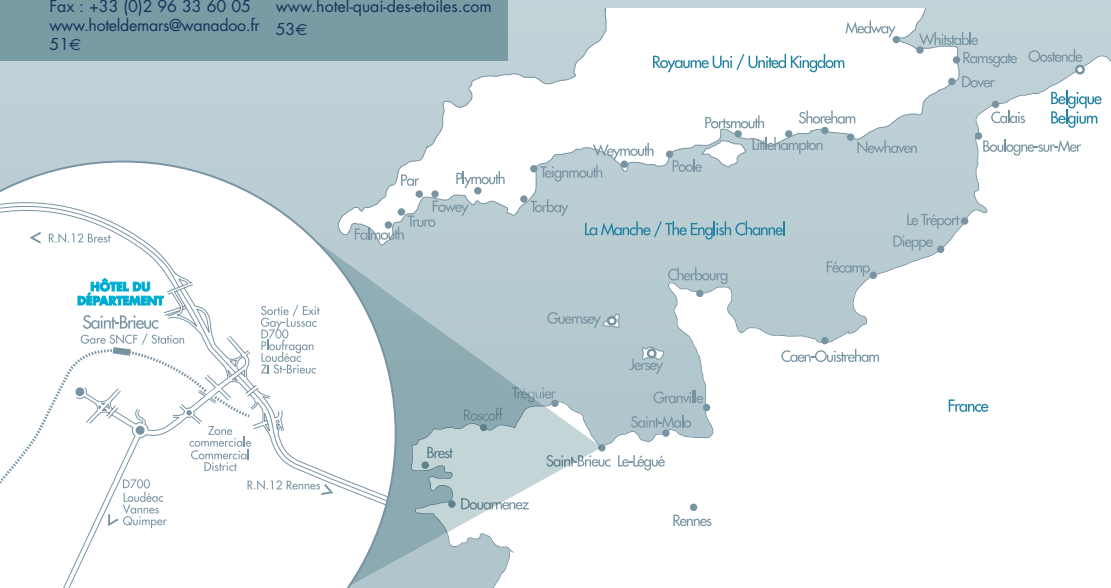 Fax : +33 (0)2 96 33 60 05
www.hoteldemars@wanadoo.fr
51€
www.hotel-quai-des-etoiles.com
53€
Medway
Whitstable
Royaume Uni / United Kingdom
Ramsgate
Oostende
Dover
Belgique
Belgium
Calais
Portsmouth
Shoreham
Littlehampton
Newhaven
Boulogne-sur-Mer
Weymouth
Poole
Teignmouth
Par
Plymouth
Fowey
Torbay
Truro
Falmouth
La Manche / The English Channel
Le Tréport
Dieppe
Fécamp
Cherbourg
Guernsey
Jersey
Caen-Ouistreham
Tréguier
Granville
France
Roscoff
Saint-Malo
Brest
Saint-Brieuc Le-Légué
Douarnenez
Rennes
< R.N.12 Brest
HÔTEL DU
DÉPARTEMENT
Saint-Brieuc
Gare SNCF / Station
Sortie / Exit
Gay-Lussac
D700
Ploufragan
Loudéac
ZI St-Brieuc
Zone
commerciale
Commercial
District
R.N.12 Rennes >
D700
Loudéac
Vannes
Quimper